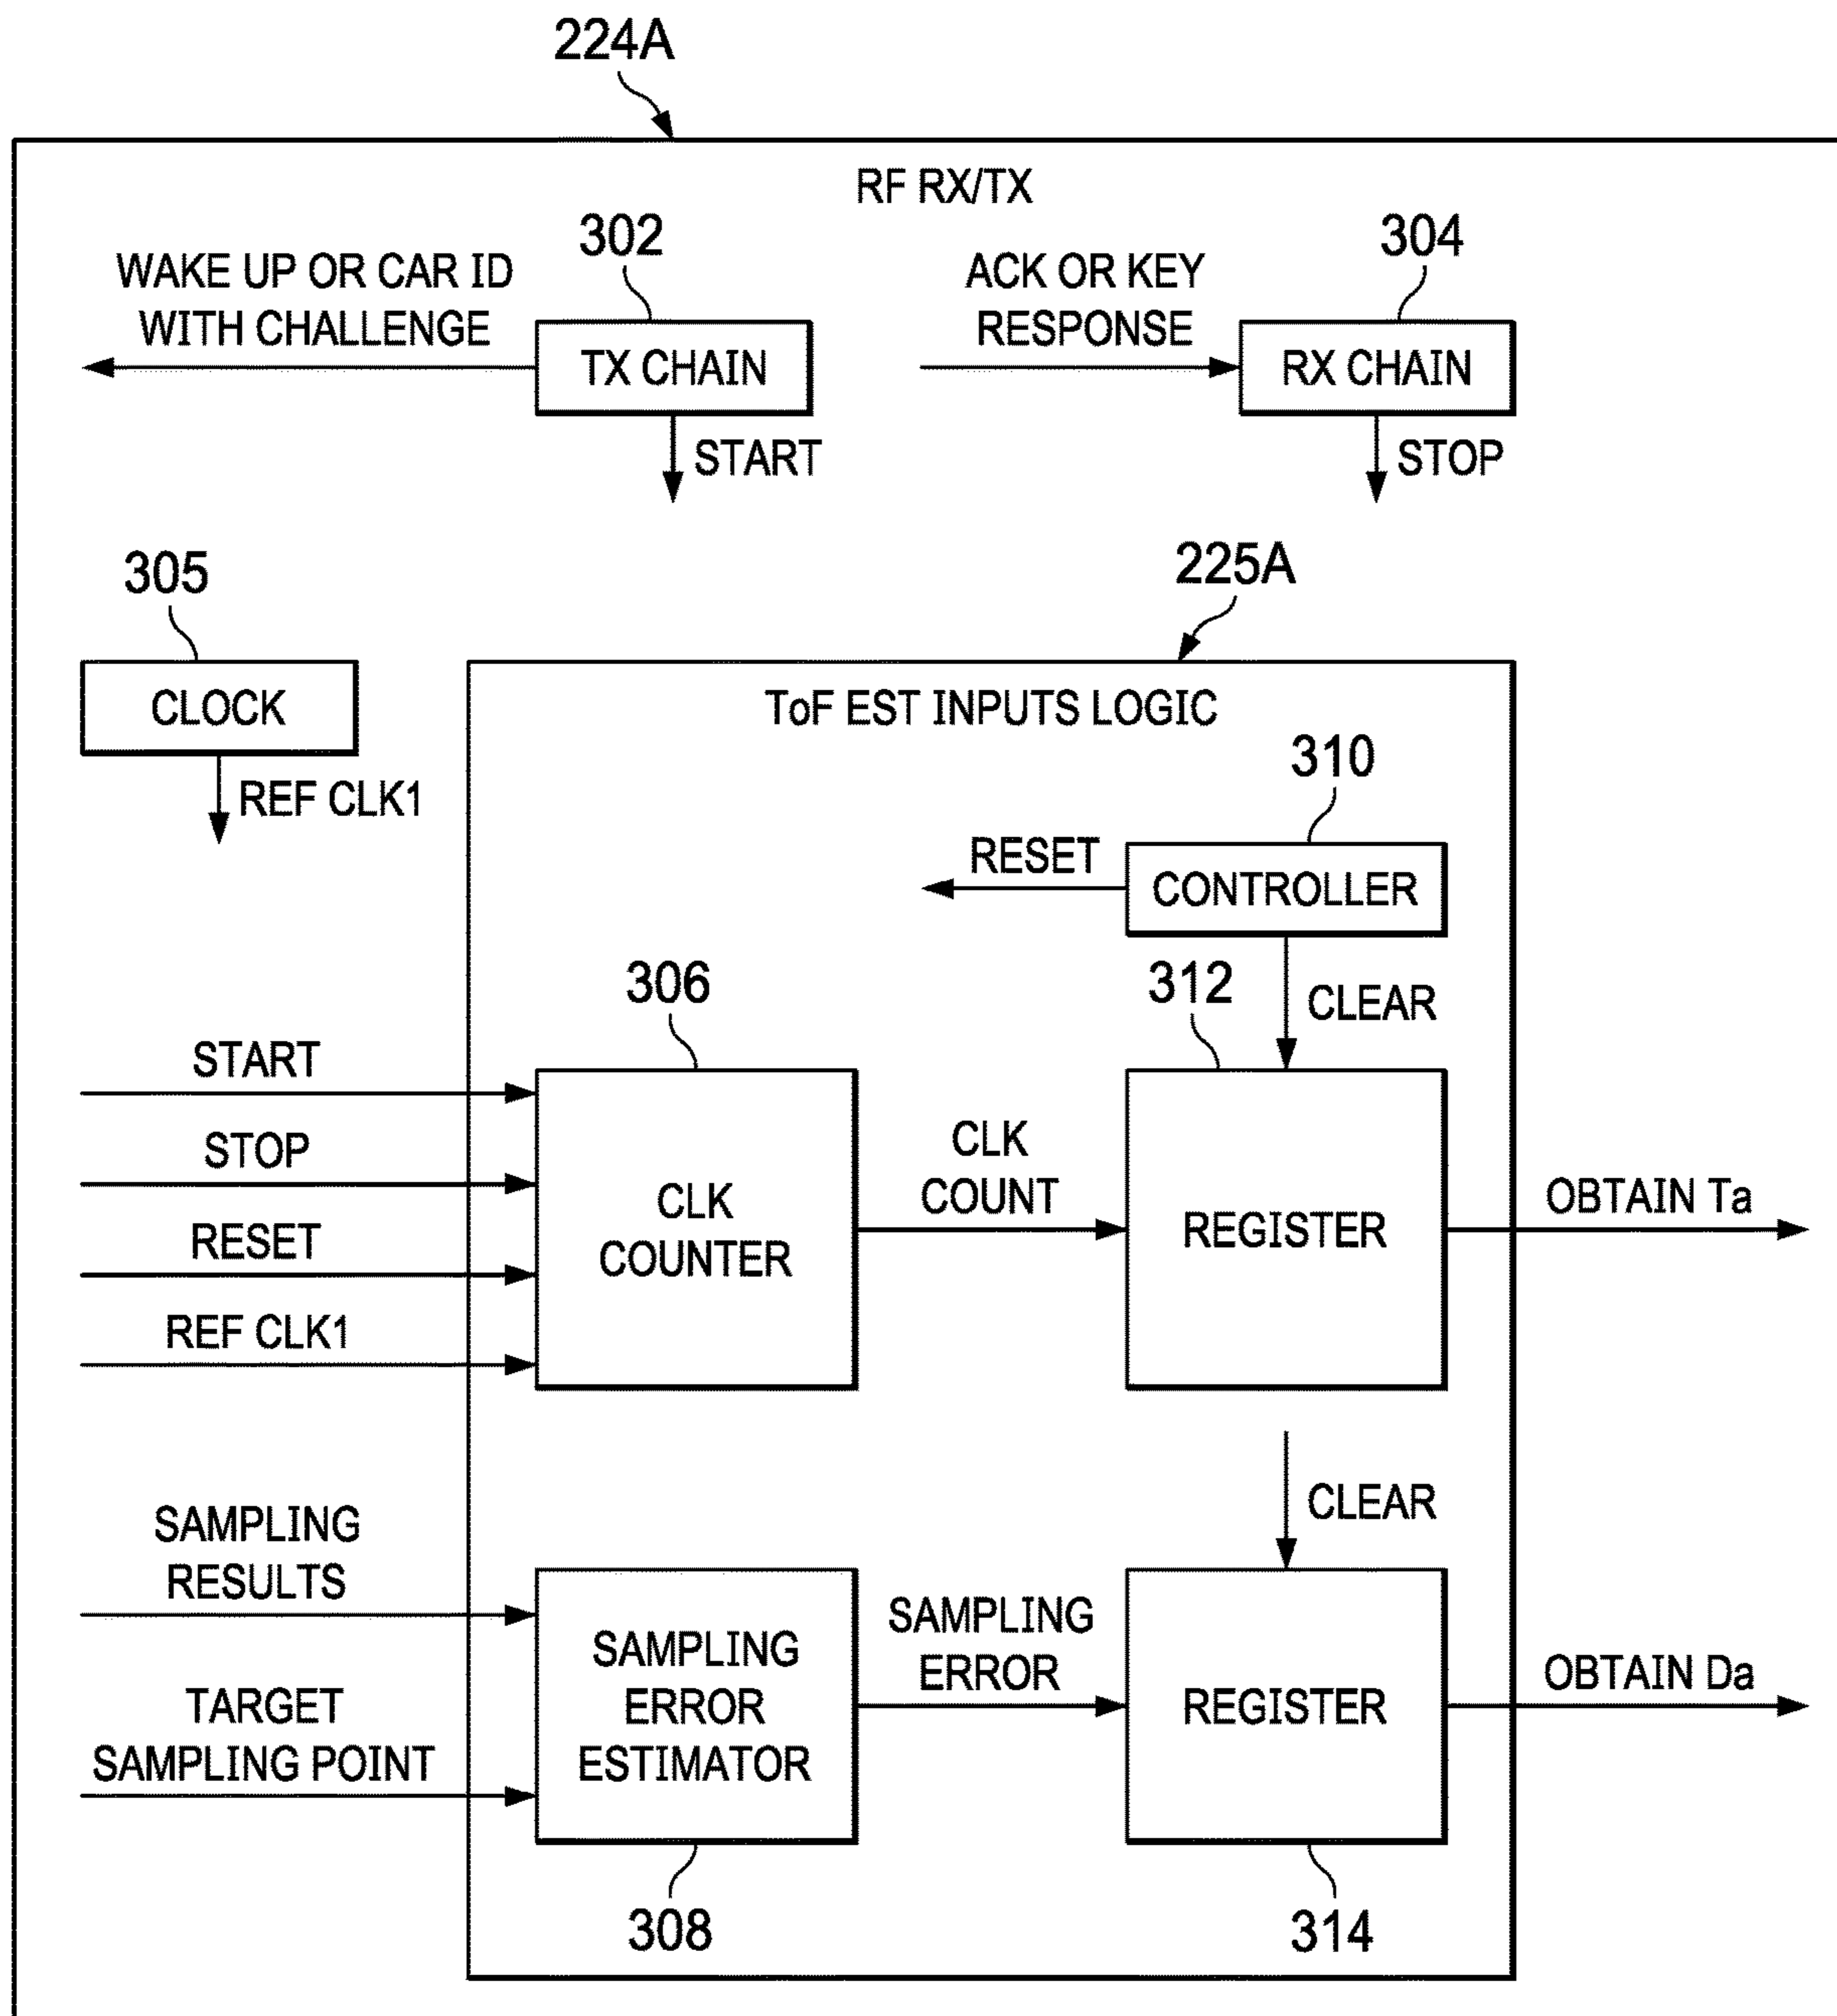 224A
RF RX/TX
302
304
WAKE UP OR CAR ID
WITH CHALLENGE
ACK OR KEY
RESPONSE
TX CHAIN
RX CHAIN
START
STOP
305
225A
CLOCK
ToF EST INPUTS LOGIC
REF CLK1
310
RESET
CONTROLLER
306
312
CLEAR
START
STOP
RESET
REF CLK1
CLK
COUNTER
CLK
COUNT
REGISTER
OBTAIN Ta
CLEAR
SAMPLING
RESULTS
TARGET
SAMPLING POINT
SAMPLING
ERROR
ESTIMATOR
SAMPLING
ERROR
REGISTER
OBTAIN Da
308
314